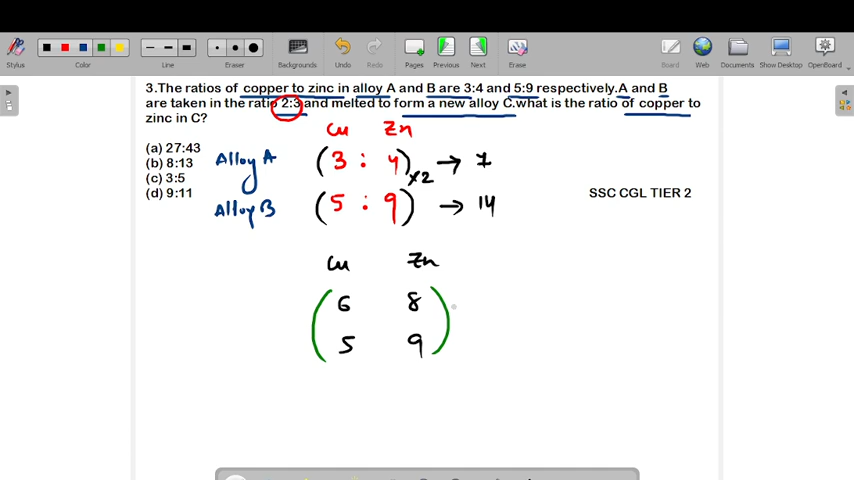 Stylus Color Line Eraser Backgrounds Undo Pages Previous Next Erase Board Web Documents Show Desktop OpenBoard
3.The ratios of copper to zinc in alloy A and B are 3:4 and 5:9 respectively.A and B
are taken in the ratio 2:3 and melted to form a new alloy C.what is the ratio of copper to
zinc in C?
Cu Zn
(a) 27:43
(b) 8:13
(c) 3:5
(d) 9:11
Alloy A (3 : 4)×2 → 7
SSC CGL TIER 2
Alloy B (5 : 9) → 14
Cu Zn
6 8
5 9